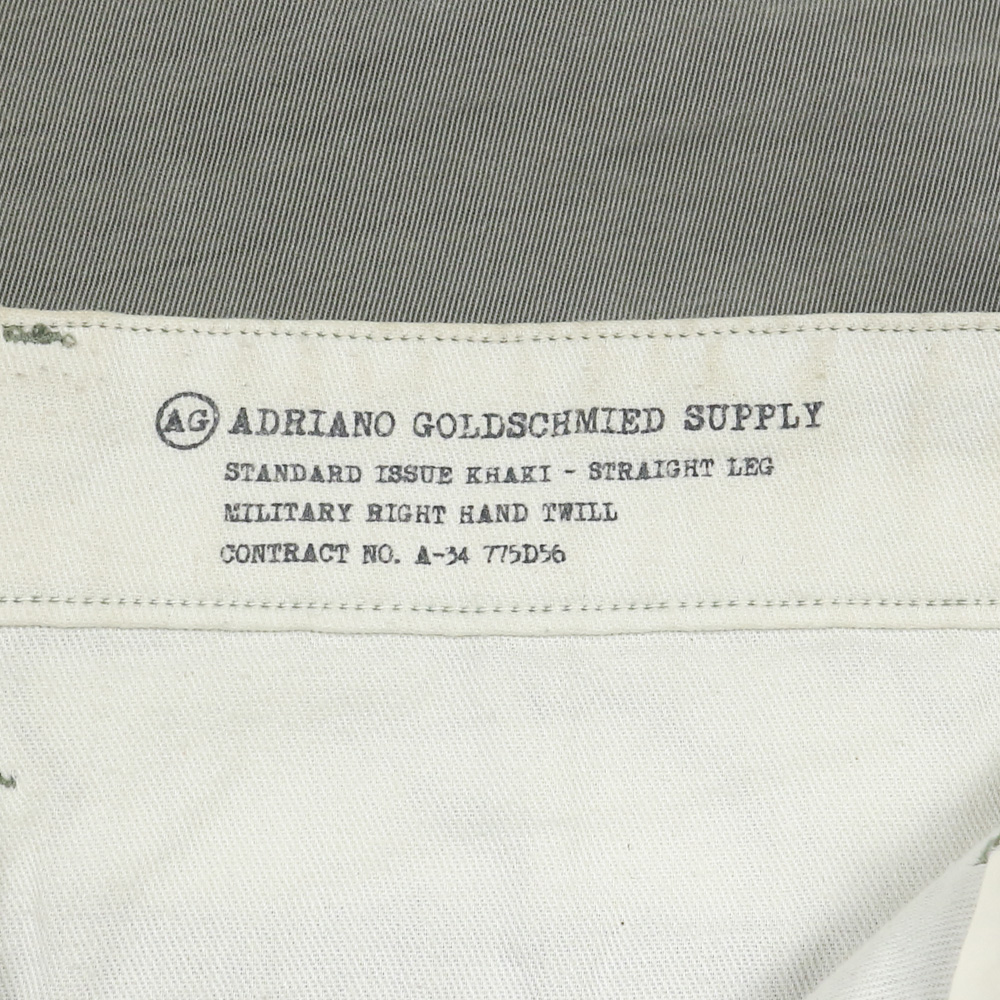 AG ADRIANO GOLDSCHMIED SUPPLY
STANDARD ISSUE KHAKI - STRAIGHT LEG
MILITARY RIGHT HAND TWILL
CONTRACT NO. A-34 775D56